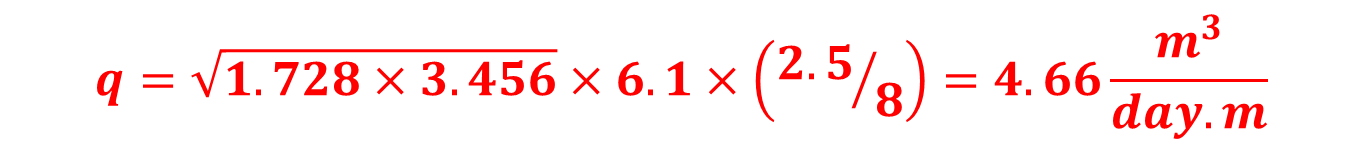 q = √1.728 × 3.456 × 6.1 × (2.5/8) = 4.66 m³/day.m